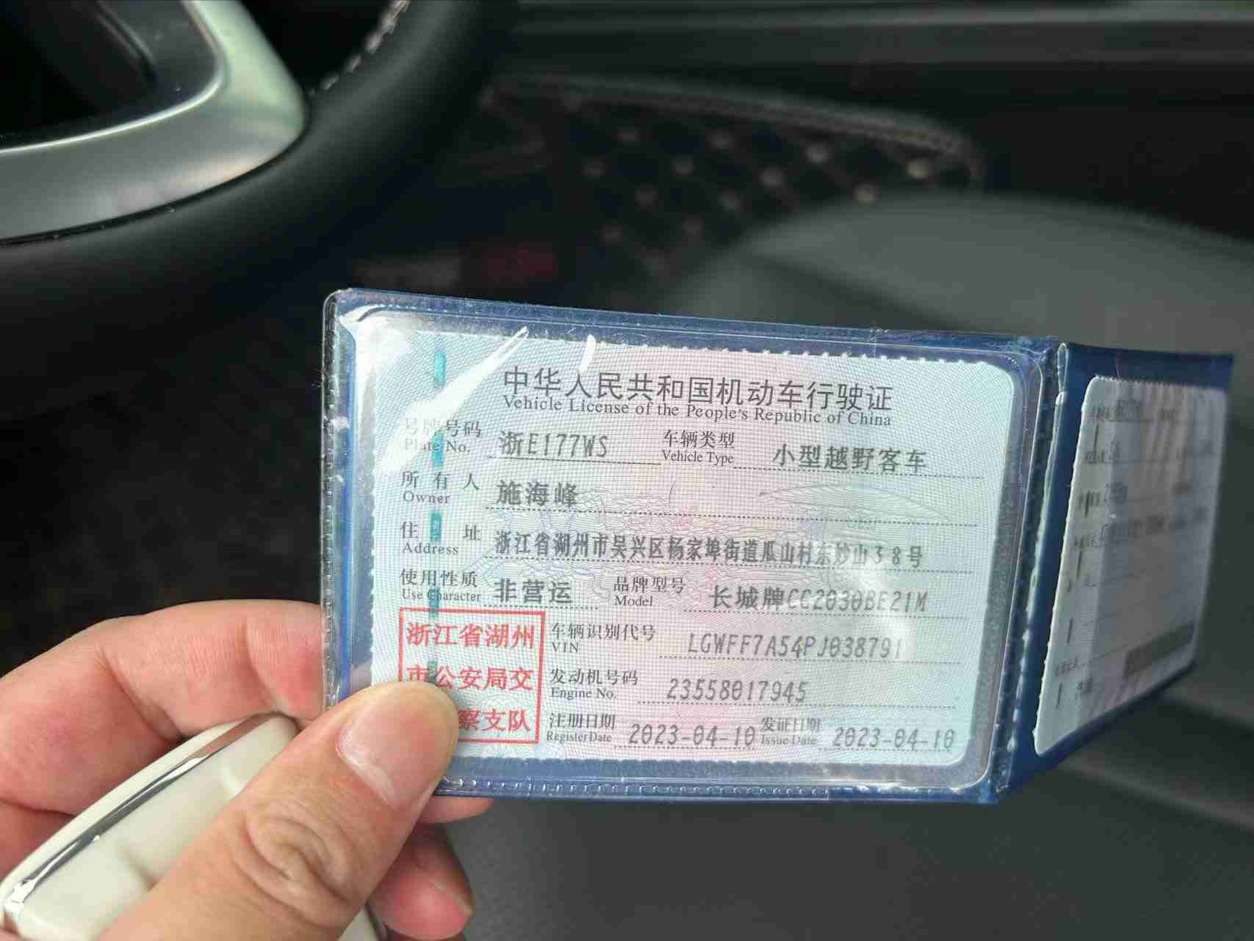 中华人民共和国机动车行驶证
Vehicle License of the People's Republic of China
号牌号码 浙E177WS 车辆类型 小型越野客车
Plate No. Vehicle Type
所有人 施海峰
Owner
住址 浙江省湖州市吴兴区杨家埠街道瓜山村东妙山38号
Address
使用性质 非营运 品牌型号 长城牌CC2030BE21M
Use Character Model
浙江省湖州
市公安局交
察支队
车辆识别代号 LGWFF7A54PJ038791
VIN
发动机号码 23558017945
Engine No.
注册日期 2023-04-10 发证日期 2023-04-10
Register Date Issue Date